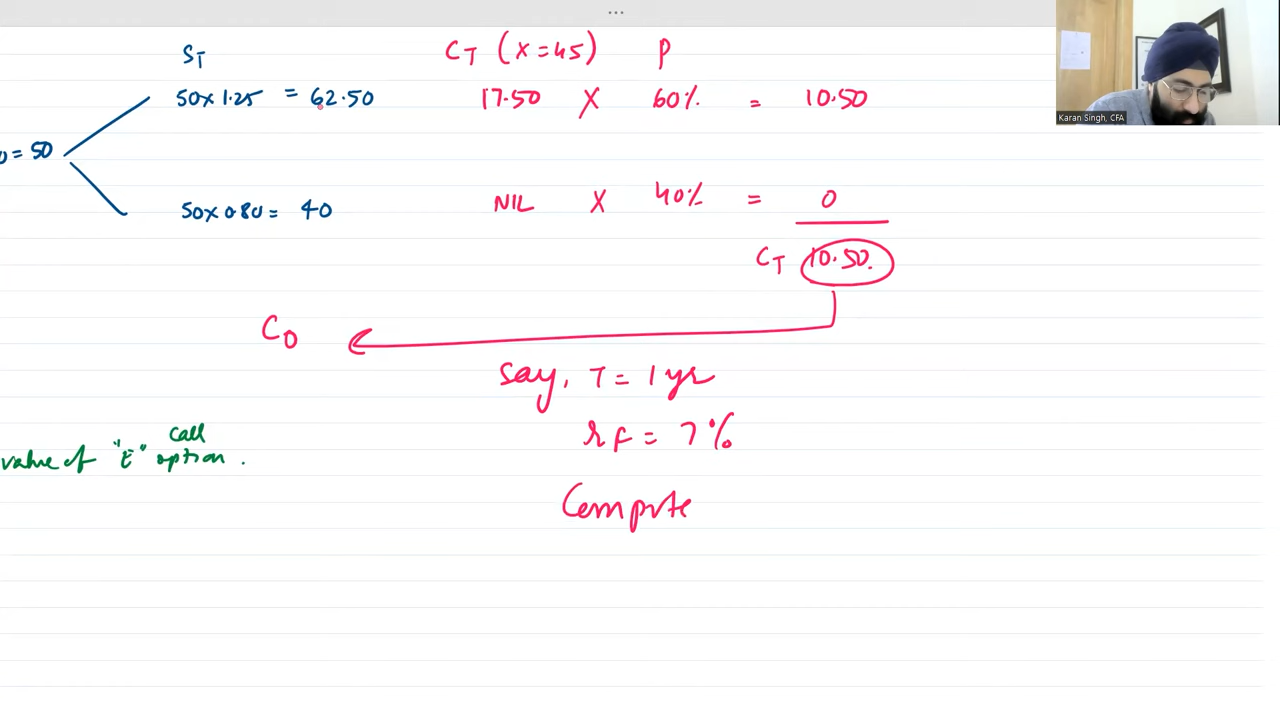 ...
S_T C_T (X=45) P
50 x 1.25 = 62.50 17.50 X 60% = 10.50
0 = 50
50 x 0.80 = 40 NIL X 40% = 0
C_T 10.50.
C_0
Say, T = 1 yr
rf = 7%
call
value of "E" option.
Compute
Karan Singh, CFA